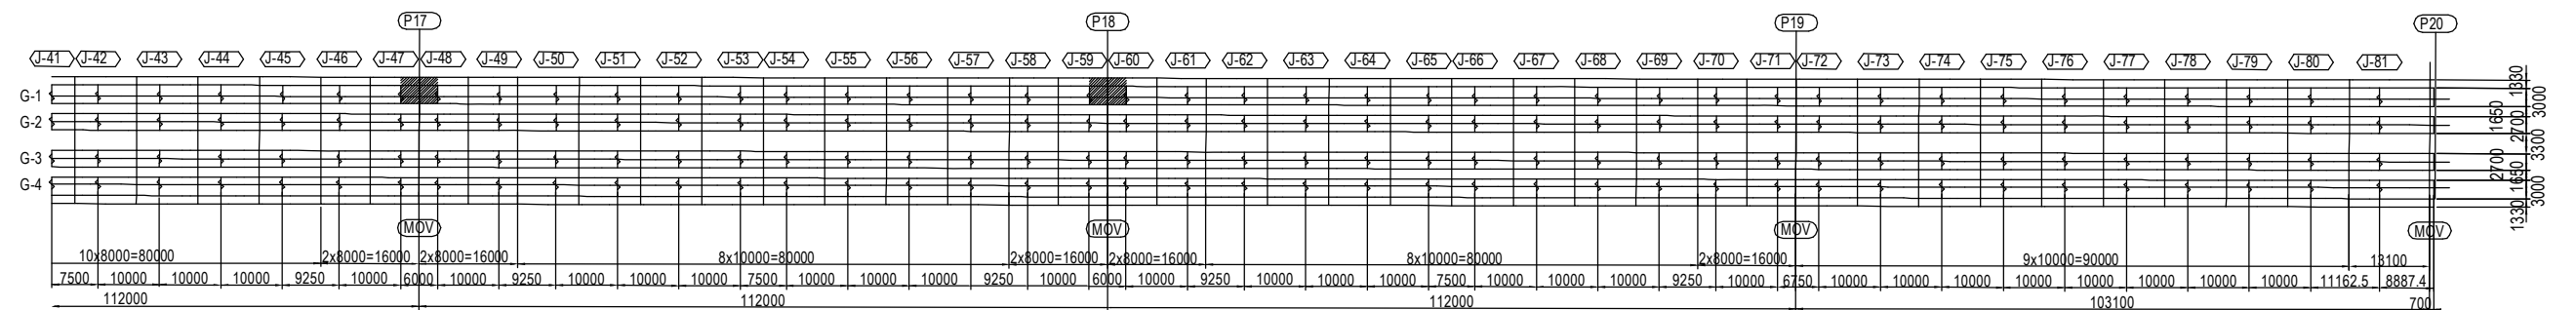 P17 P18 P19 P20
J-41 J-42 J-43 J-44 J-45 J-46 J-47 J-48 J-49 J-50 J-51 J-52 J-53 J-54 J-55 J-56 J-57 J-58 J-59 J-60 J-61 J-62 J-63 J-64 J-65 J-66 J-67 J-68 J-69 J-70 J-71 J-72 J-73 J-74 J-75 J-76 J-77 J-78 J-79 J-80 J-81
G-1
G-2
G-3
G-4
1330 1650 1330
3000 3300 3000
1650 2700
2700
MOV MOV MOV MOV
10x8000=80000 2x8000=16000 2x8000=16000 8x10000=80000 2x8000=16000 2x8000=16000 8x10000=80000 2x8000=16000 9x10000=90000 13100
7500 10000 10000 10000 9250 10000 6000 10000 9250 10000 10000 10000 7500 10000 10000 10000 9250 10000 6000 10000 9250 10000 10000 10000 7500 10000 10000 10000 9250 10000 6750 10000 10000 10000 10000 10000 10000 10000 10000 11162.5 8887.4
112000 112000 112000 103100 700